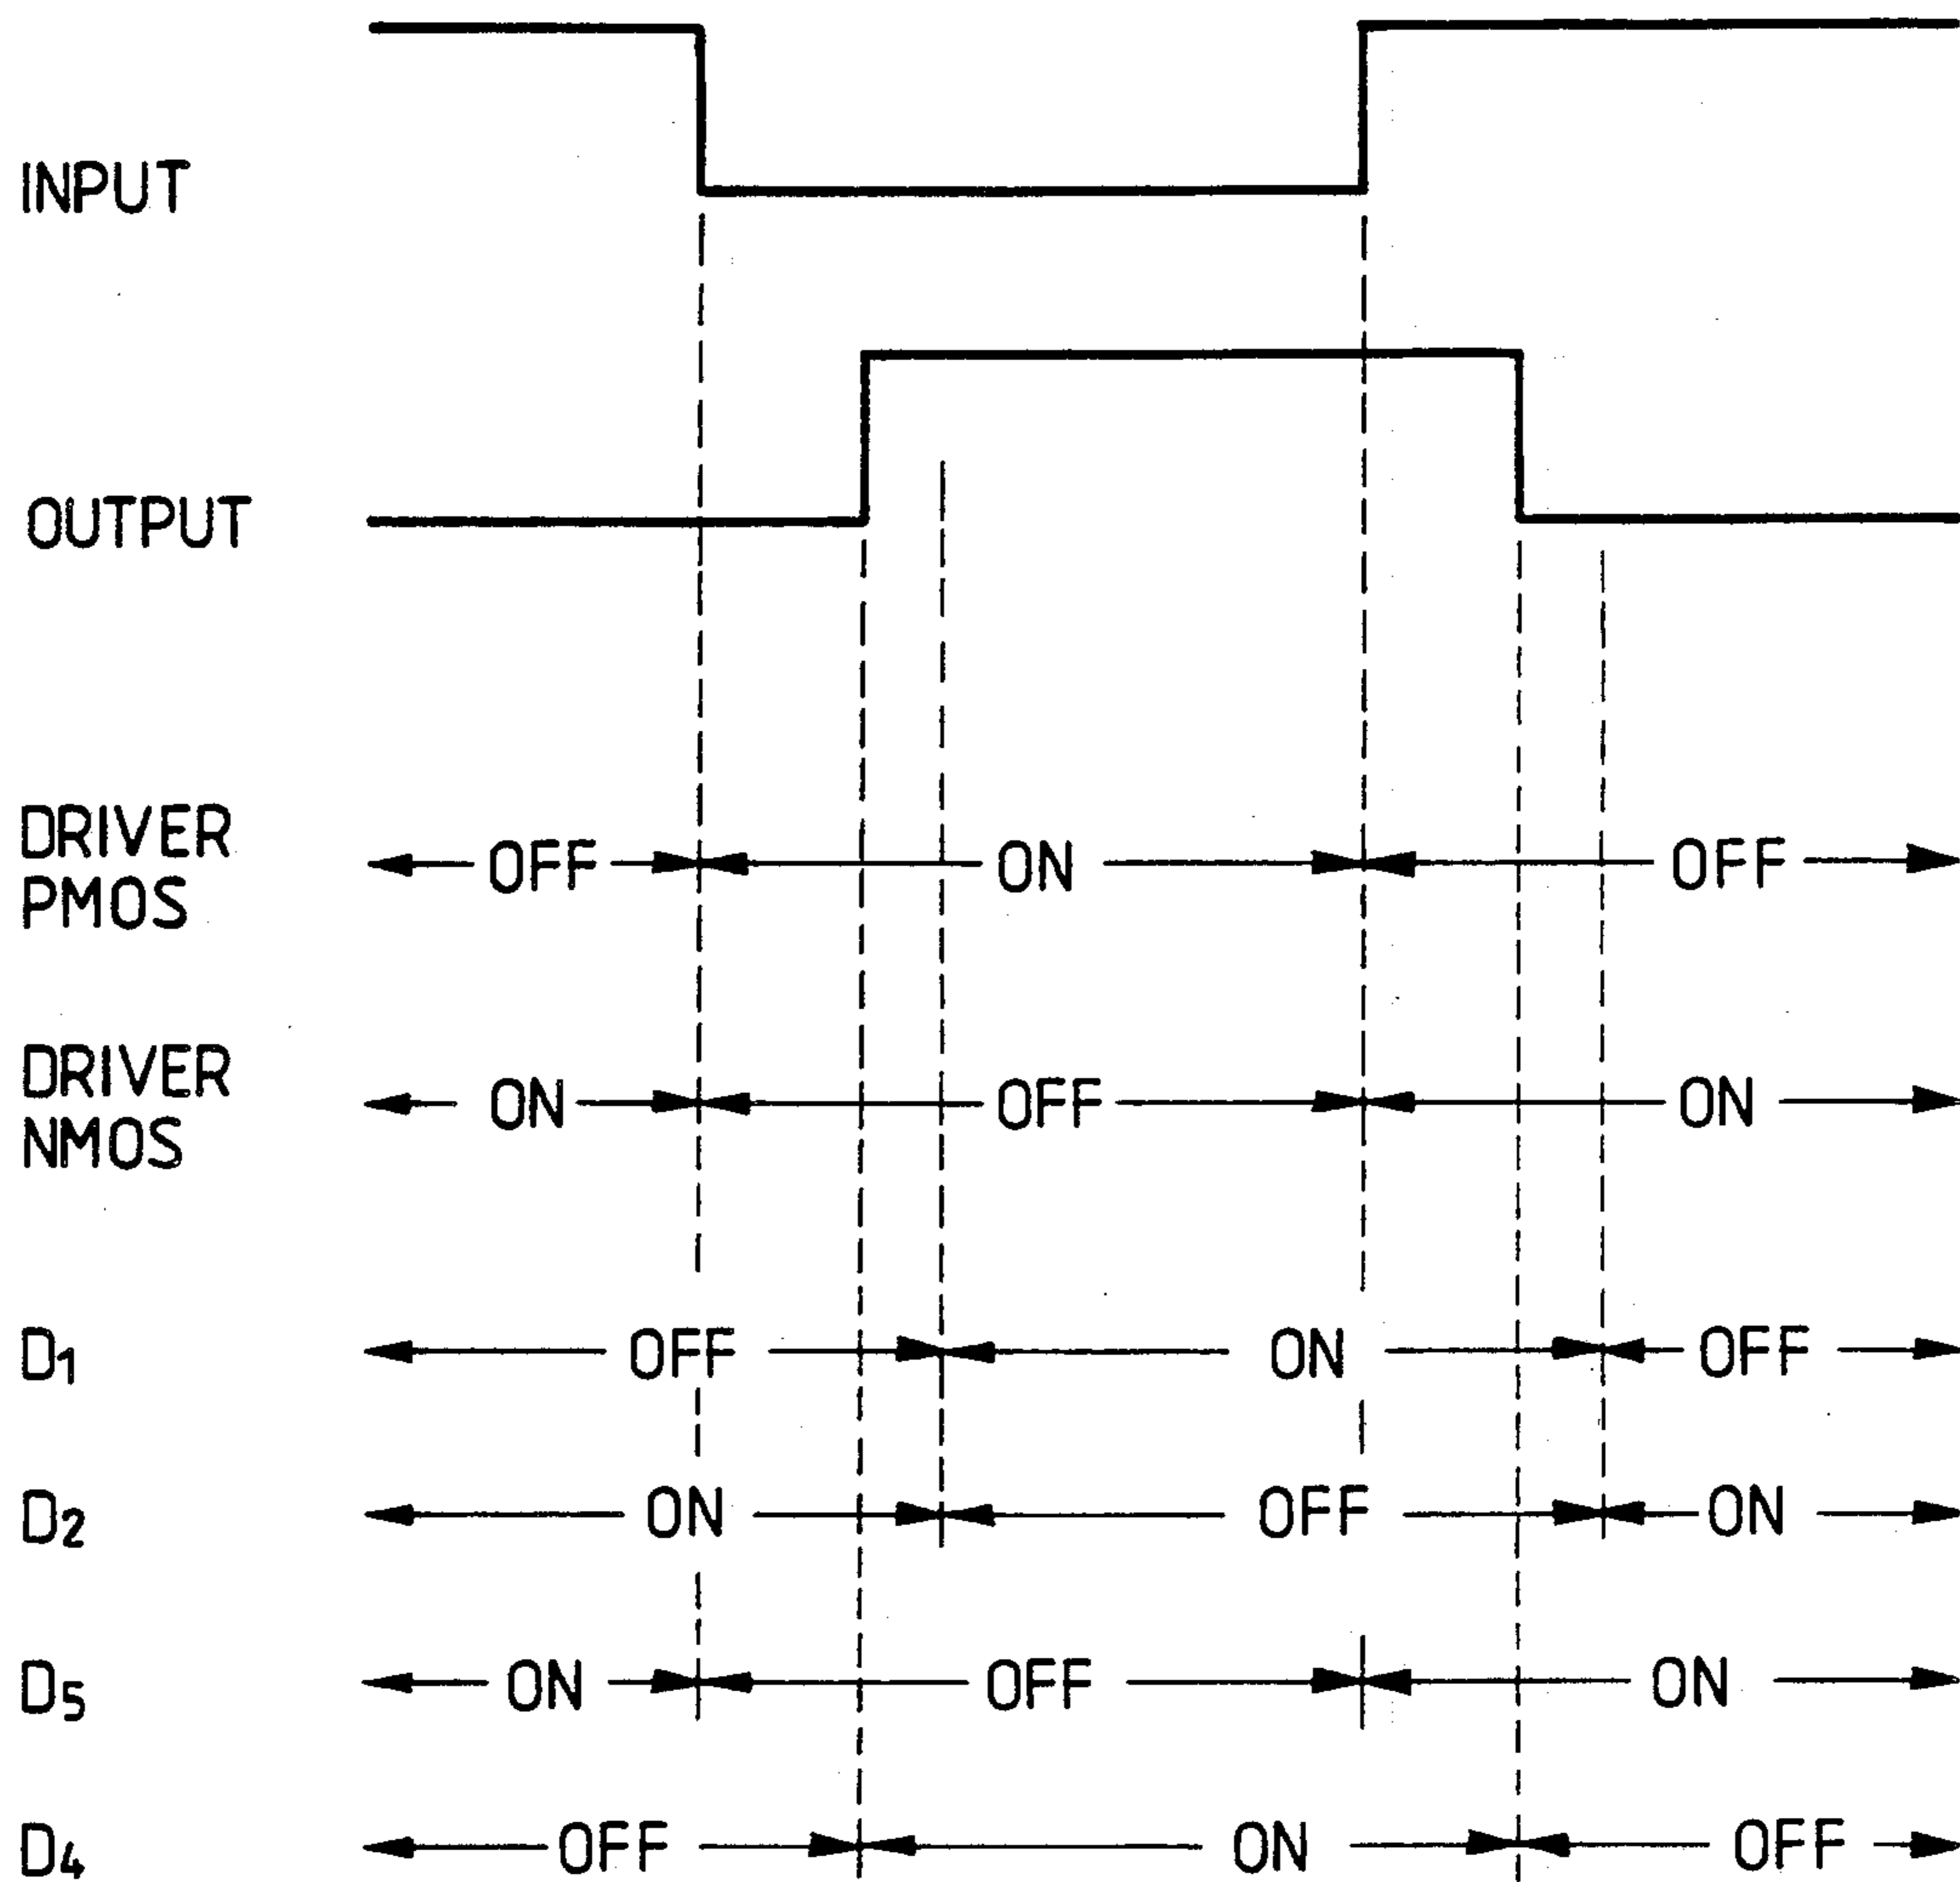 INPUT
OUTPUT
DRIVER
PMOS
OFF ON OFF
DRIVER
NMOS
ON OFF ON
D1 OFF ON OFF
D2 ON OFF ON
D5 ON OFF ON
D4 OFF ON OFF